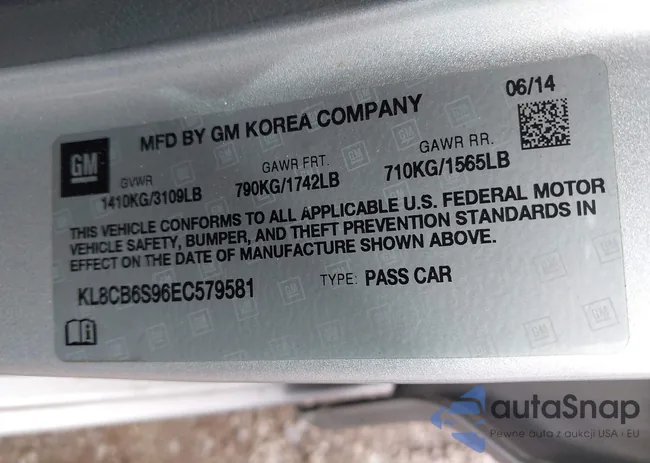 06/14
MFD BY GM KOREA COMPANY
GM
GVWR GAWR FRT. GAWR RR.
1410KG/3109LB 790KG/1742LB 710KG/1565LB
THIS VEHICLE CONFORMS TO ALL APPLICABLE U.S. FEDERAL MOTOR
VEHICLE SAFETY, BUMPER, AND THEFT PREVENTION STANDARDS IN
EFFECT ON THE DATE OF MANUFACTURE SHOWN ABOVE.
KL8CB6S96EC579581 TYPE: PASS CAR
autaSnap
Pewne auta z aukcji USA i EU